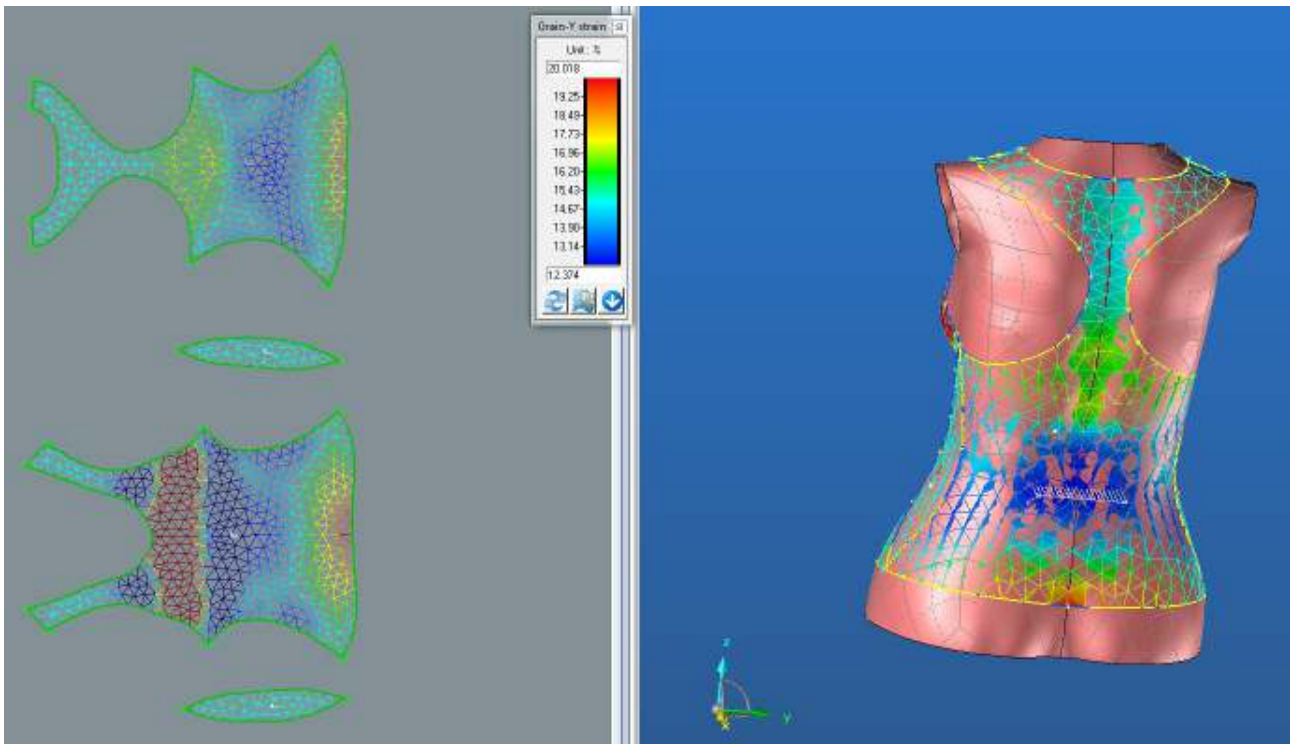 Grain-Y strain
Unit : %
20.018
19.25
18.49
17.73
16.96
16.20
15.43
14.67
13.90
13.14
12.374
z
y
x